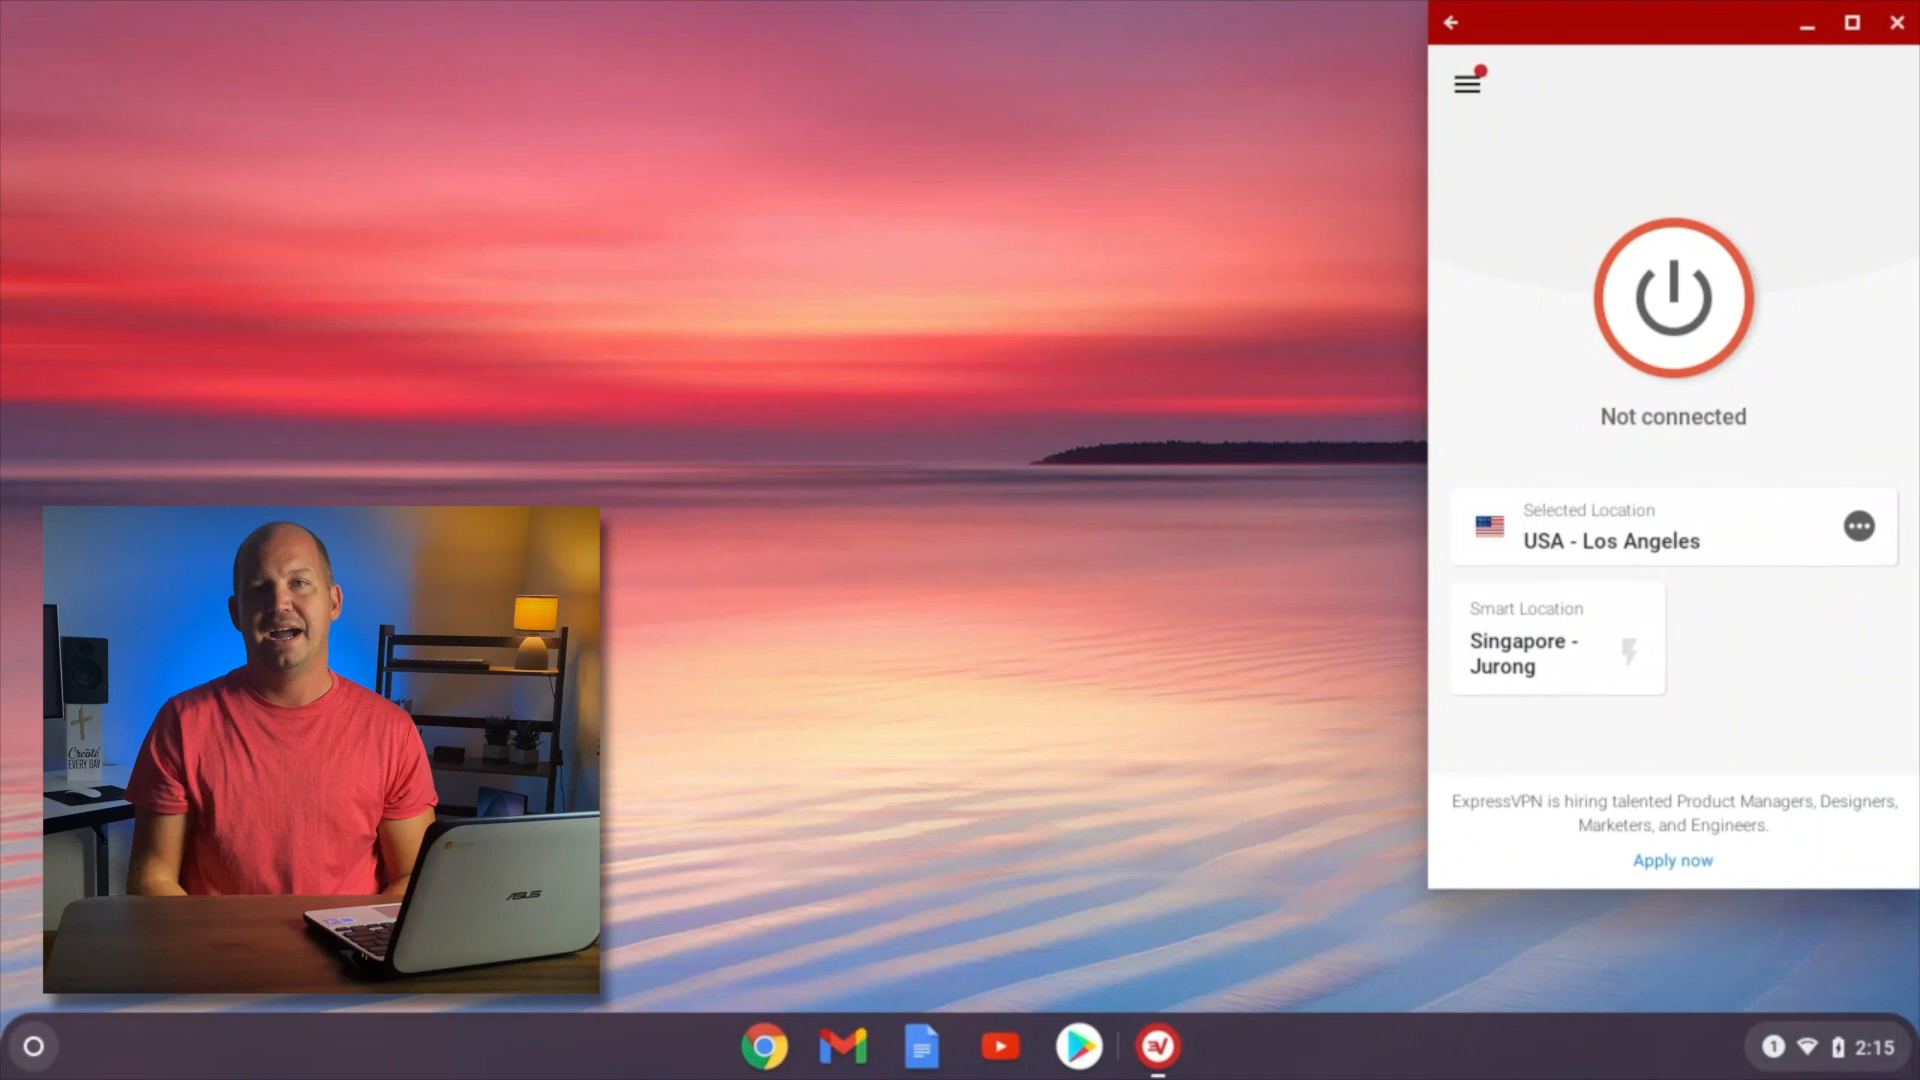 Not connected
Selected Location
USA - Los Angeles
Smart Location
Singapore -
Jurong
ExpressVPN is hiring talented Product Managers, Designers,
Marketers, and Engineers.
Apply now
Create
EVERY DAY
ASUS
1
2:15